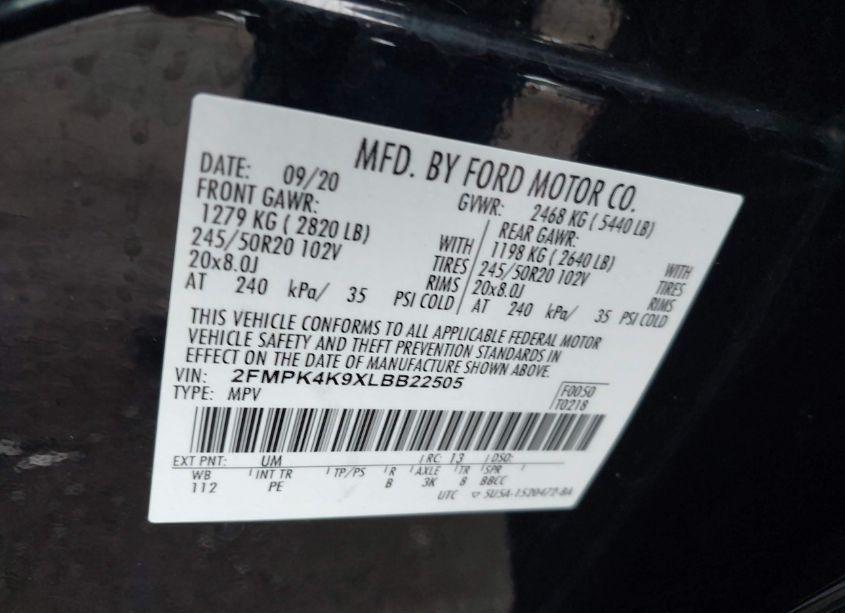 MFD. BY FORD MOTOR CO.
DATE: 09/20 GVWR: 2468 KG ( 5440 LB)
FRONT GAWR: REAR GAWR:
1279 KG ( 2820 LB) WITH 1198 KG ( 2640 LB) WITH
245/50R20 102V TIRES 245/50R20 102V TIRES
20x8.0J RIMS 20x8.0J RIMS
AT 240 kPa/ 35 PSI COLD AT 240 kPa/ 35 PSI COLD
THIS VEHICLE CONFORMS TO ALL APPLICABLE FEDERAL MOTOR
VEHICLE SAFETY AND THEFT PREVENTION STANDARDS IN
EFFECT ON THE DATE OF MANUFACTURE SHOWN ABOVE.
VIN: 2FMPK4K9XLBB22505
TYPE: MPV F0050
T0218
EXT PNT: UM RC: 13 DSO:
WB INT TR TP/PS R AXLE TR SPR
112 PE B 3K 8 BBCC
UTC ▽ SU5A-1520472-BA